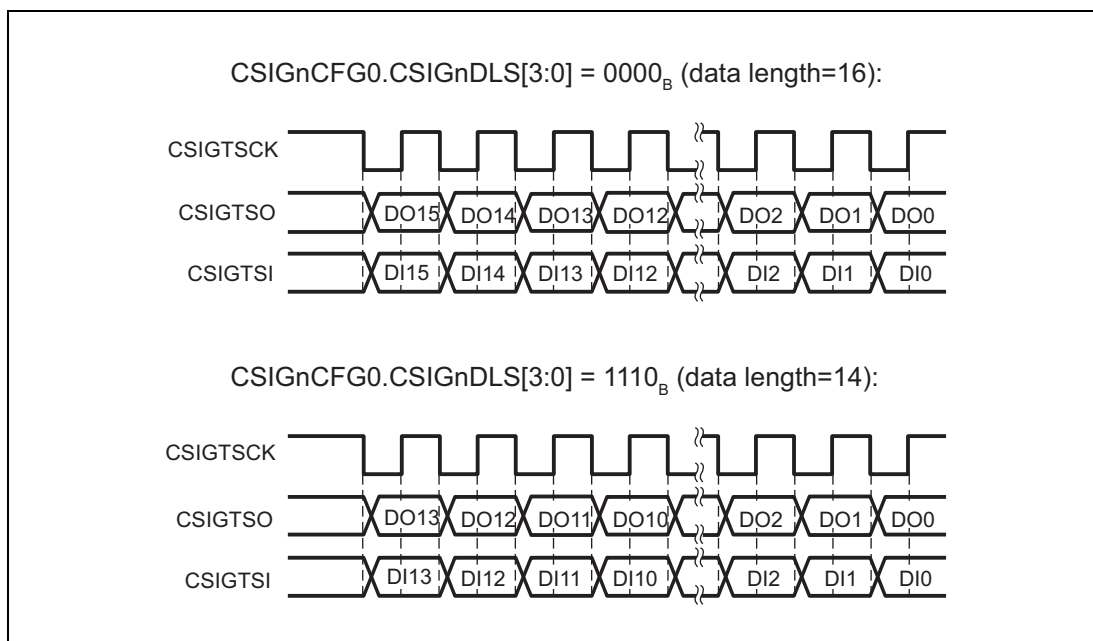 CSIGnCFG0.CSIGnDLS[3:0] = 0000B (data length=16):
CSIGTSCK
CSIGTSO DO15 DO14 DO13 DO12 DO2 DO1 DO0
CSIGTSI DI15 DI14 DI13 DI12 DI2 DI1 DI0
CSIGnCFG0.CSIGnDLS[3:0] = 1110B (data length=14):
CSIGTSCK
CSIGTSO DO13 DO12 DO11 DO10 DO2 DO1 DO0
CSIGTSI DI13 DI12 DI11 DI10 DI2 DI1 DI0